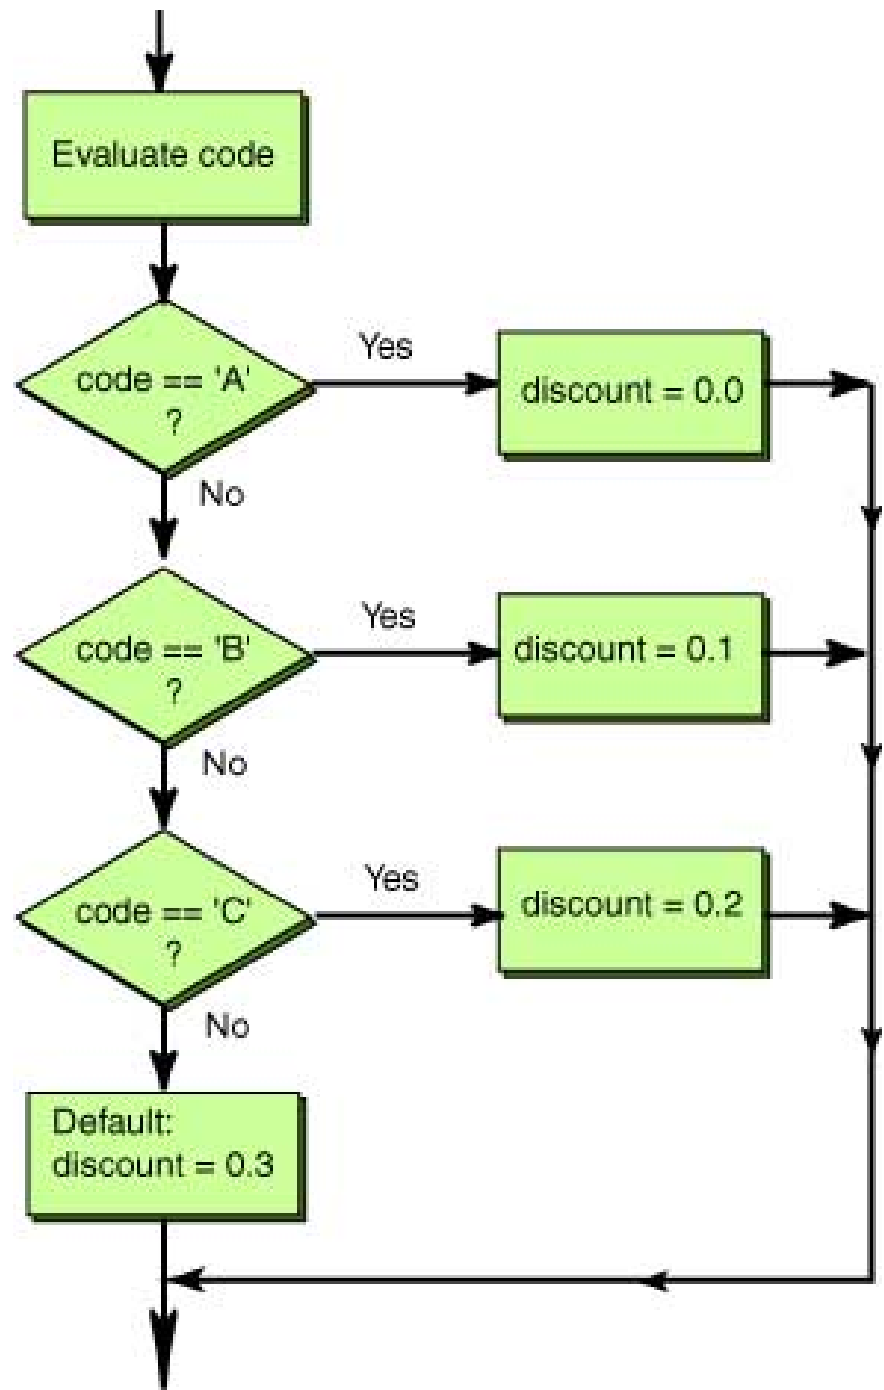 Evaluate code
code == 'A'
?
Yes
discount = 0.0
No
code == 'B'
?
Yes
discount = 0.1
No
code == 'C'
?
Yes
discount = 0.2
No
Default:
discount = 0.3